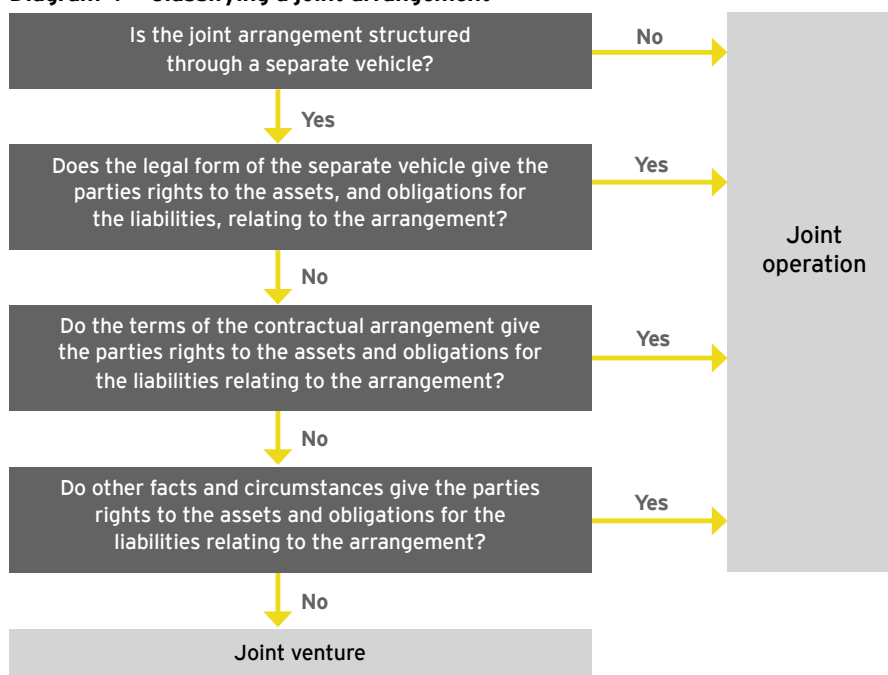 Is the joint arrangement structured
through a separate vehicle?
No
Yes
Does the legal form of the separate vehicle give the
parties rights to the assets, and obligations for
the liabilities, relating to the arrangement?
Yes
Joint
operation
No
Do the terms of the contractual arrangement give
the parties rights to the assets and obligations for
the liabilities relating to the arrangement?
Yes
No
Do other facts and circumstances give the parties
rights to the assets and obligations for the
liabilities relating to the arrangement?
Yes
No
Joint venture